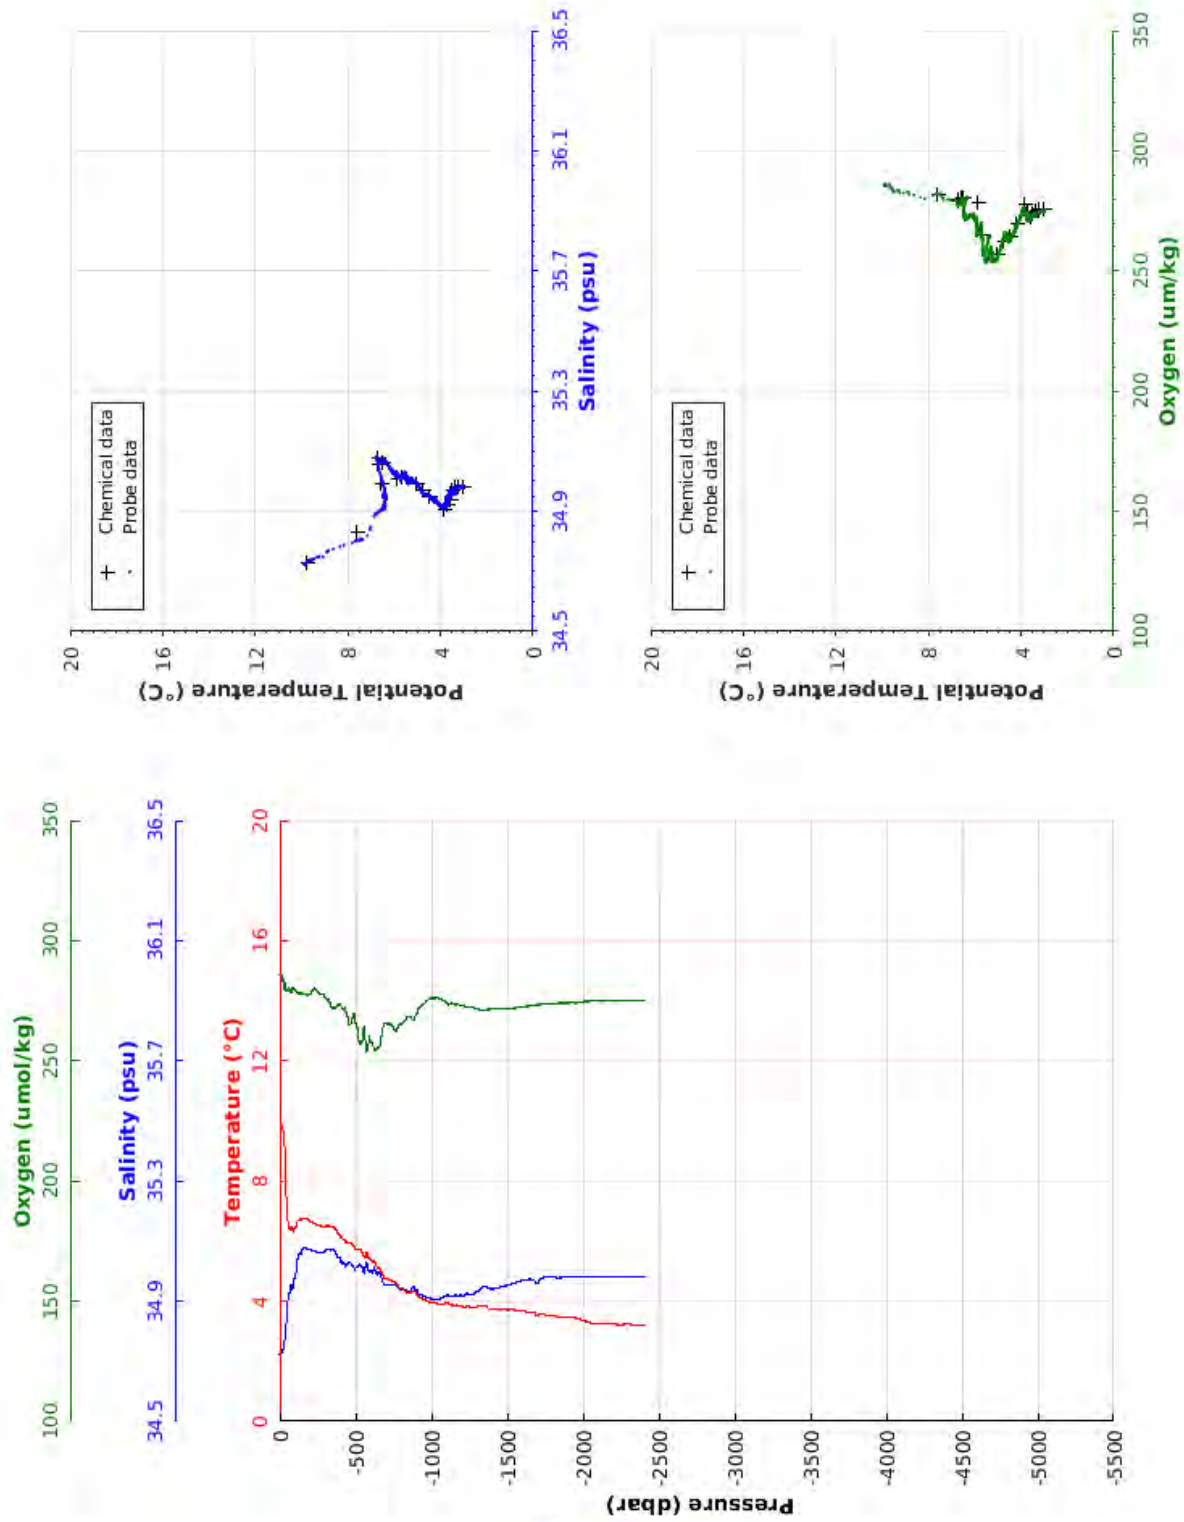 Oxygen (umol/kg)
100 150 200 250 300 350
Salinity (psu)
34.5 34.9 35.3 35.7 36.1 36.5
Temperature (°C)
0 4 8 12 16 20
Pressure (dbar)
0
-500
-1000
-1500
-2000
-2500
-3000
-3500
-4000
-4500
-5000
-5500
Potential Temperature (°C)
20
16
12
8
4
0
Chemical data
Probe data
34.5 34.9 35.3 35.7 36.1 36.5
Salinity (psu)
Potential Temperature (°C)
20
16
12
8
4
0
Chemical data
Probe data
100 150 200 250 300 350
Oxygen (um/kg)